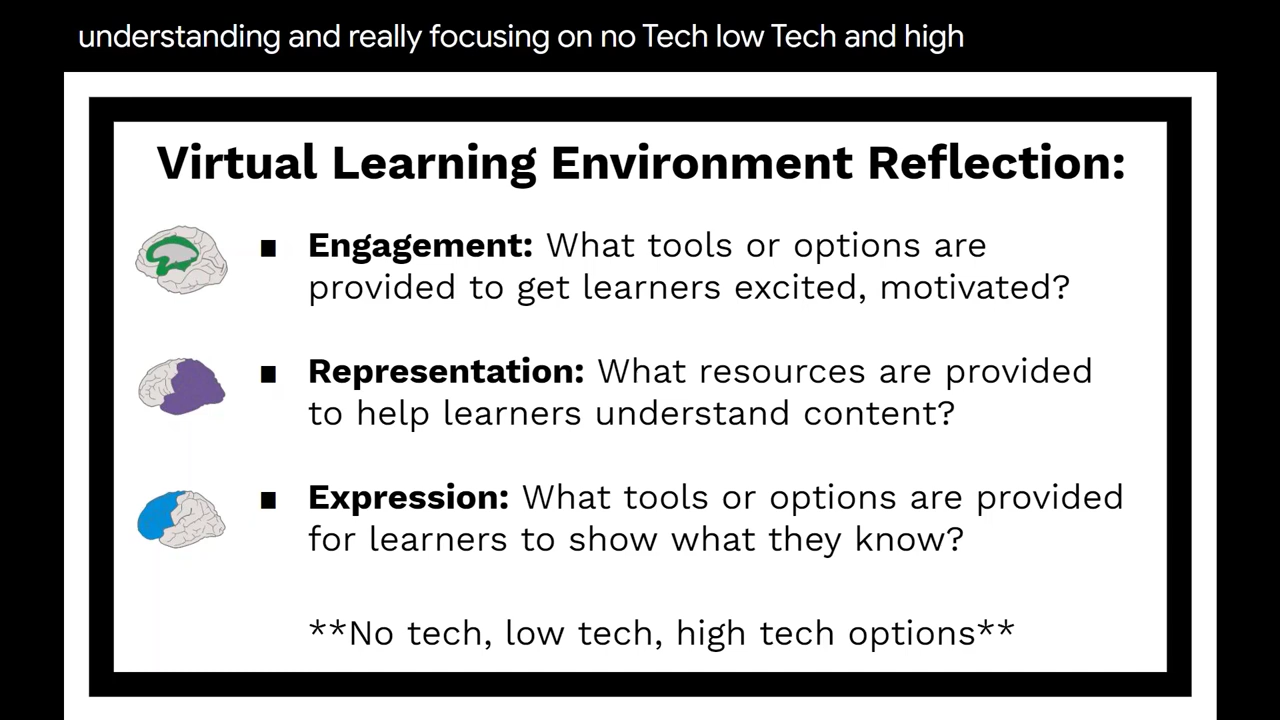 understanding and really focusing on no Tech low Tech and high
Virtual Learning Environment Reflection:
■ Engagement: What tools or options are
provided to get learners excited, motivated?
■ Representation: What resources are provided
to help learners understand content?
■ Expression: What tools or options are provided
for learners to show what they know?
**No tech, low tech, high tech options**